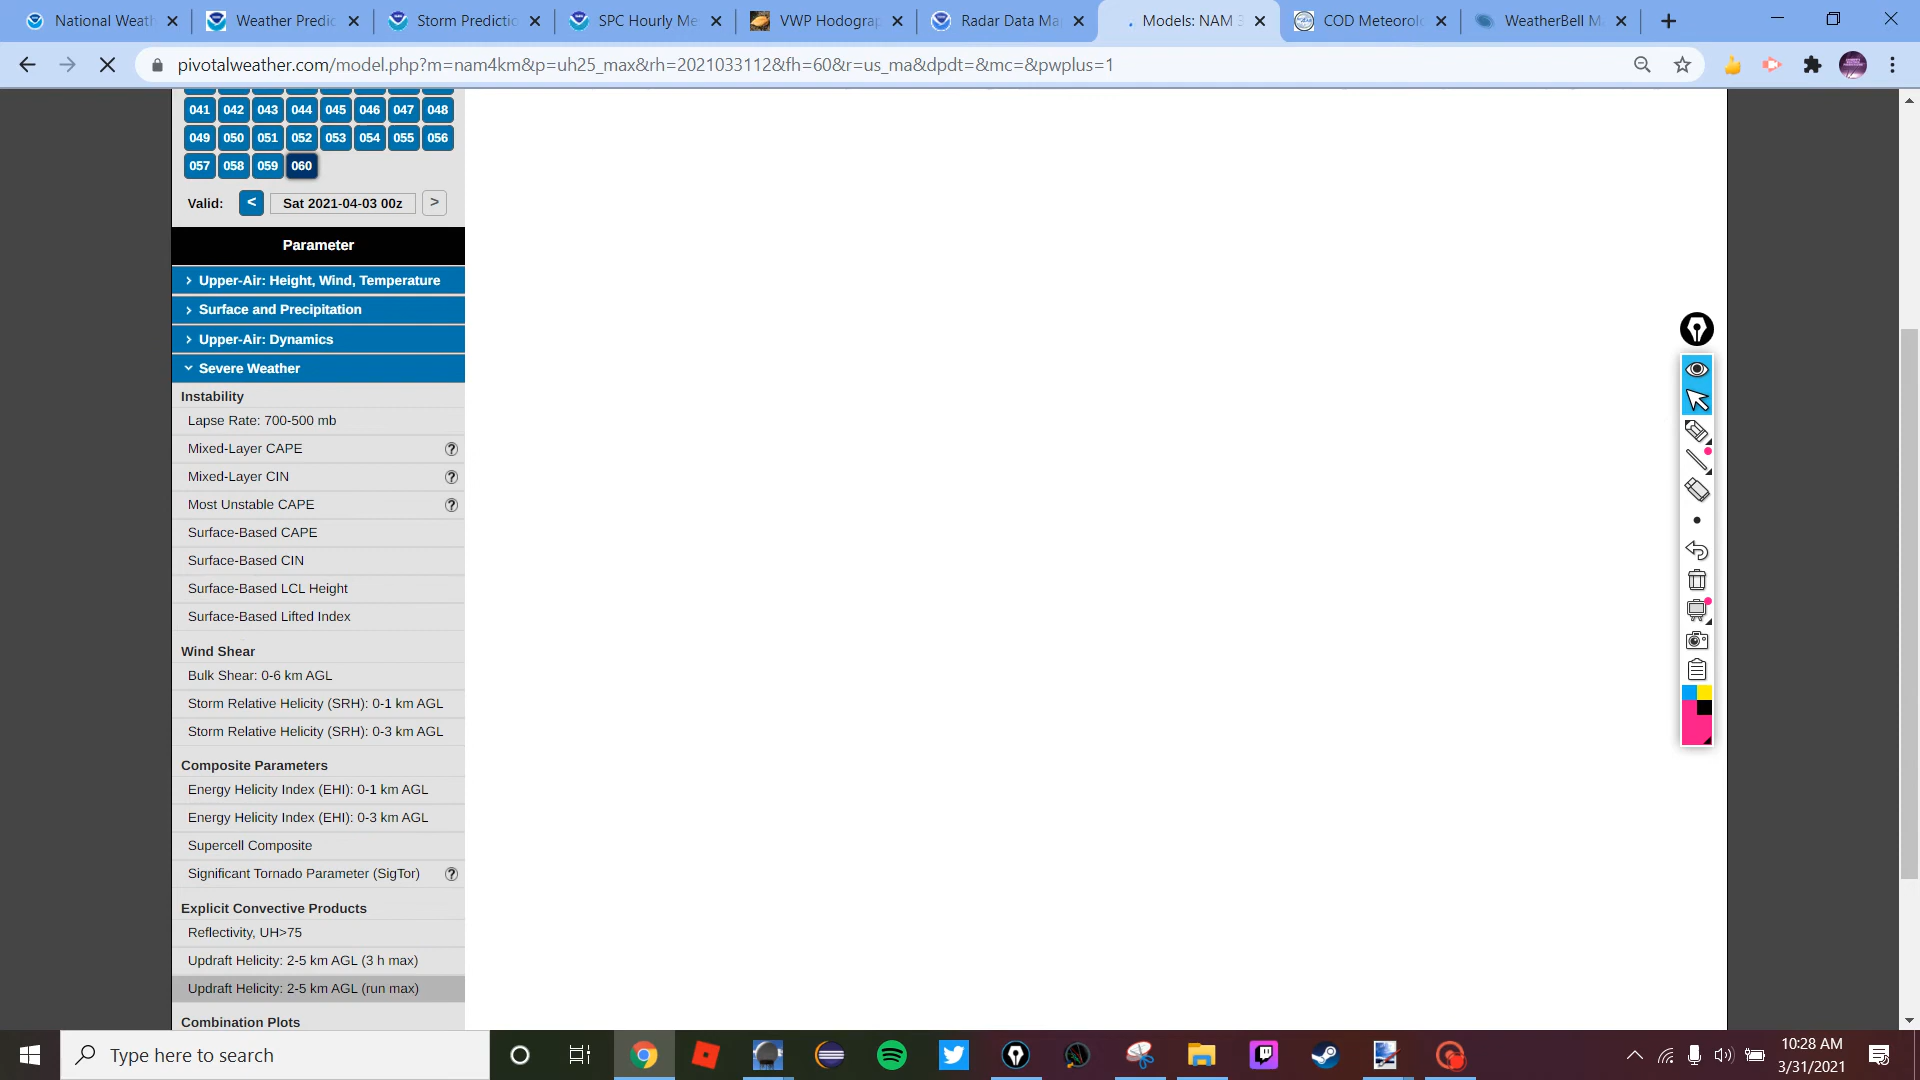 National Weath
Weather Predic
Storm Predictio
SPC Hourly Me
VWP Hodograp
Radar Data Ma
Models: NAM 3
COD Meteorolo
WeatherBell M
pivotalweather.com/model.php?m=nam4km&p=uh25_max&rh=2021033112&fh=60&r=us_ma&dpdt=&mc=&pwplus=1
041 042 043 044 045 046 047 048
049 050 051 052 053 054 055 056
057 058 059 060
Valid: < Sat 2021-04-03 00z >
Parameter
Upper-Air: Height, Wind, Temperature
Surface and Precipitation
Upper-Air: Dynamics
Severe Weather
Instability
Lapse Rate: 700-500 mb
Mixed-Layer CAPE ?
Mixed-Layer CIN ?
Most Unstable CAPE ?
Surface-Based CAPE
Surface-Based CIN
Surface-Based LCL Height
Surface-Based Lifted Index
Wind Shear
Bulk Shear: 0-6 km AGL
Storm Relative Helicity (SRH): 0-1 km AGL
Storm Relative Helicity (SRH): 0-3 km AGL
Composite Parameters
Energy Helicity Index (EHI): 0-1 km AGL
Energy Helicity Index (EHI): 0-3 km AGL
Supercell Composite
Significant Tornado Parameter (SigTor) ?
Explicit Convective Products
Reflectivity, UH>75
Updraft Helicity: 2-5 km AGL (3 h max)
Updraft Helicity: 2-5 km AGL (run max)
Combination Plots
Type here to search
10:28 AM
3/31/2021